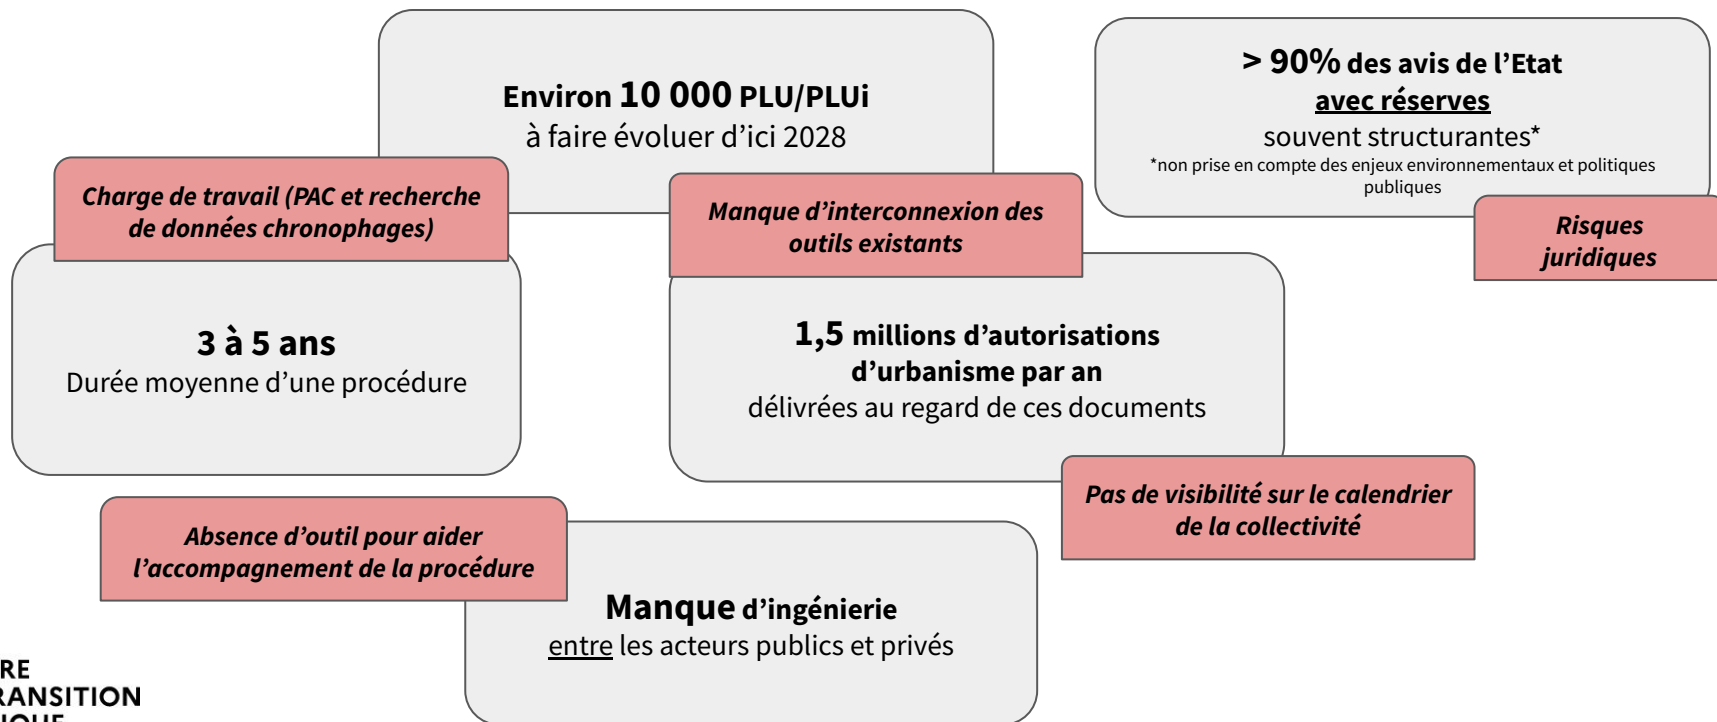 Environ 10 000 PLU/PLUi
à faire évoluer d’ici 2028
> 90% des avis de l’Etat
avec réserves
souvent structurantes*
*non prise en compte des enjeux environnementaux et politiques
publiques
Charge de travail (PAC et recherche
de données chronophages)
Manque d’interconnexion des
outils existants
Risques
juridiques
3 à 5 ans
Durée moyenne d’une procédure
1,5 millions d’autorisations
d’urbanisme par an
délivrées au regard de ces documents
Pas de visibilité sur le calendrier
de la collectivité
Absence d’outil pour aider
l’accompagnement de la procédure
Manque d’ingénierie
entre les acteurs publics et privés
RE
RANSITION